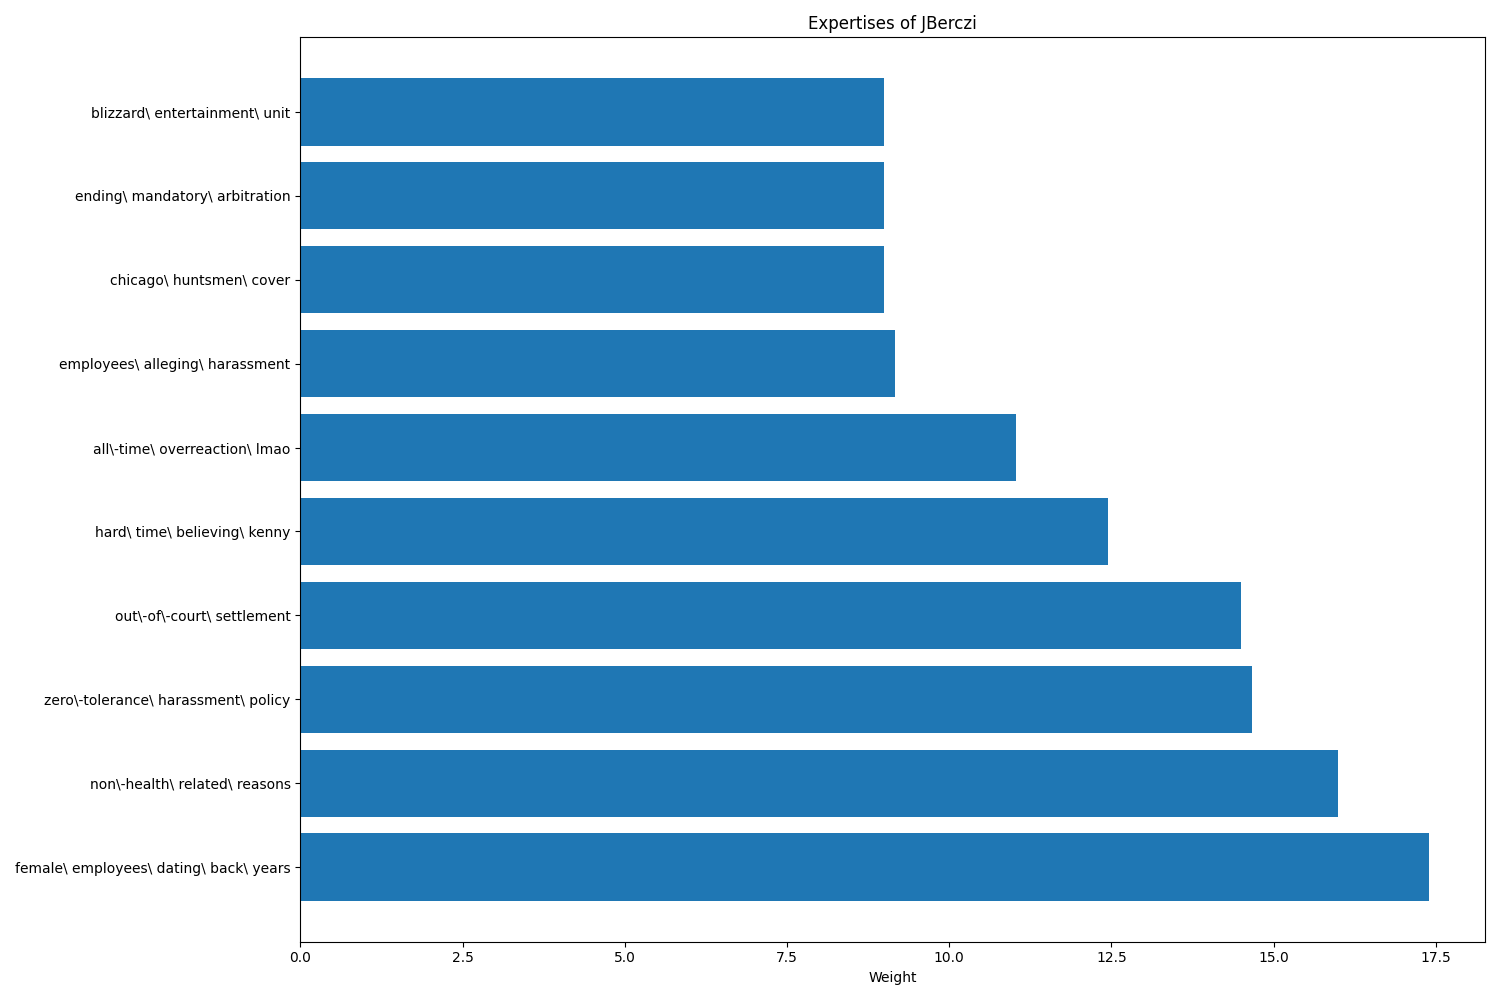 Expertises of JBerczi
blizzard\ entertainment\ unit
ending\ mandatory\ arbitration
chicago\ huntsmen\ cover
employees\ alleging\ harassment
all\-time\ overreaction\ lmao
hard\ time\ believing\ kenny
out\-of\-court\ settlement
zero\-tolerance\ harassment\ policy
non\-health\ related\ reasons
female\ employees\ dating\ back\ years
0.0 2.5 5.0 7.5 10.0 12.5 15.0 17.5
Weight